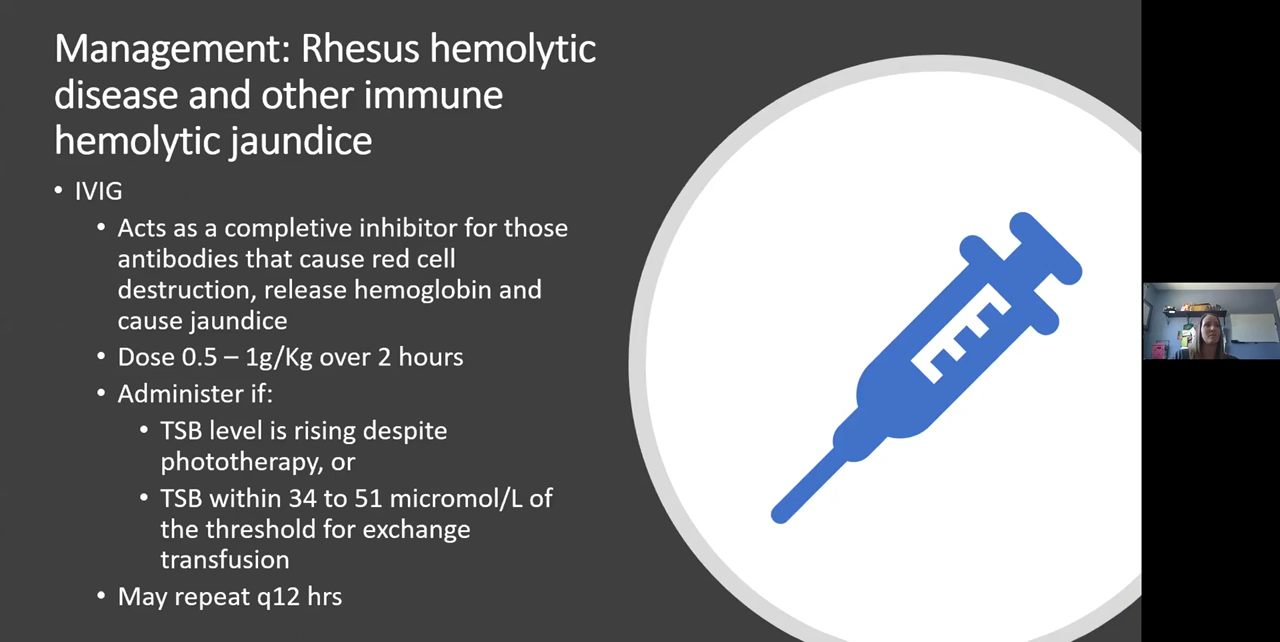 Management: Rhesus hemolytic
disease and other immune
hemolytic jaundice
• IVIG
• Acts as a completive inhibitor for those
antibodies that cause red cell
destruction, release hemoglobin and
cause jaundice
• Dose 0.5 – 1g/Kg over 2 hours
• Administer if:
• TSB level is rising despite
phototherapy, or
• TSB within 34 to 51 micromol/L of
the threshold for exchange
transfusion
• May repeat q12 hrs